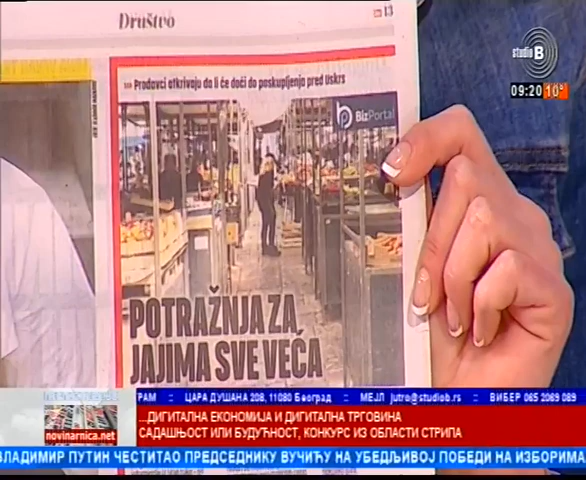 Društvo
13
studio B
09:20 10°
››› Prodavci otkrivaju da li će doći do poskupljenja pred Uskrs
BizPortal
POTRAŽNJA ZA
JAJIMA SVE VEĆA
ГРАМ :: ЦАРА ДУШАНА 208, 11080 Београд :: МЕЈЛ jutro@studiob.rs :: ВИБЕР 065 2069 089
novinarnica.net
...ДИГИТАЛНА ЕКОНОМИЈА И ДИГИТАЛНА ТРГОВИНА
САДАШЊОСТ ИЛИ БУДУЋНОСТ, КОНКУРС ИЗ ОБЛАСТИ СТРИПА
ВЛАДИМИР ПУТИН ЧЕСТИТАО ПРЕДСЕДНИКУ ВУЧИЋУ НА УБЕДЉИВОЈ ПОБЕДИ НА ИЗБОРИМА